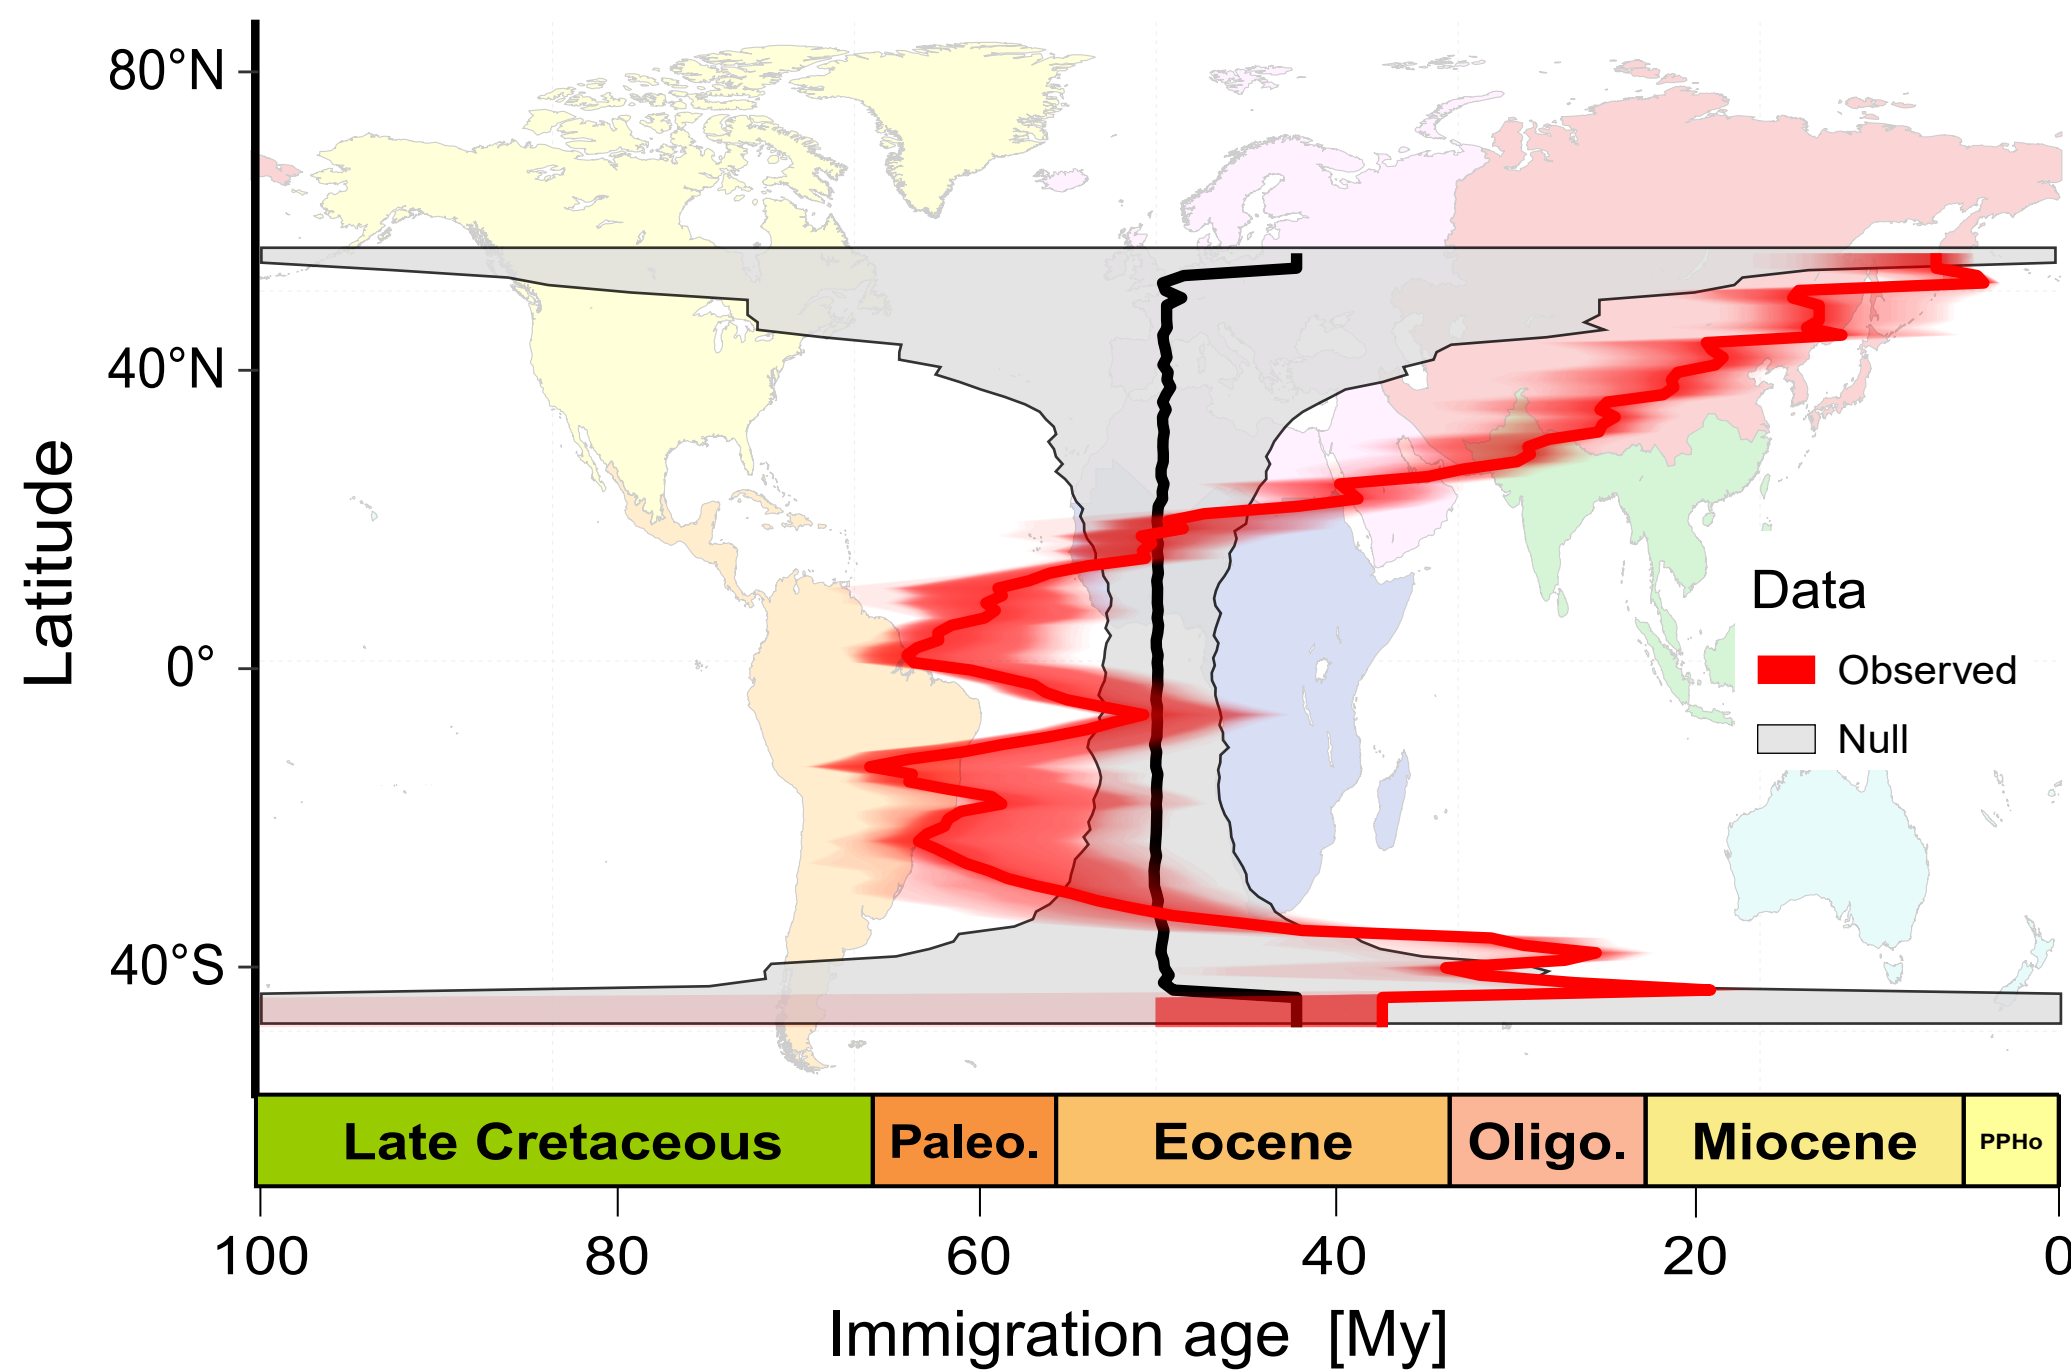 80°N
40°N
0°
40°S
Latitude
Data
Observed
Null
Late Cretaceous
Paleo.
Eocene
Oligo.
Miocene
PPHo
100
80
60
40
20
0
Immigration age [My]